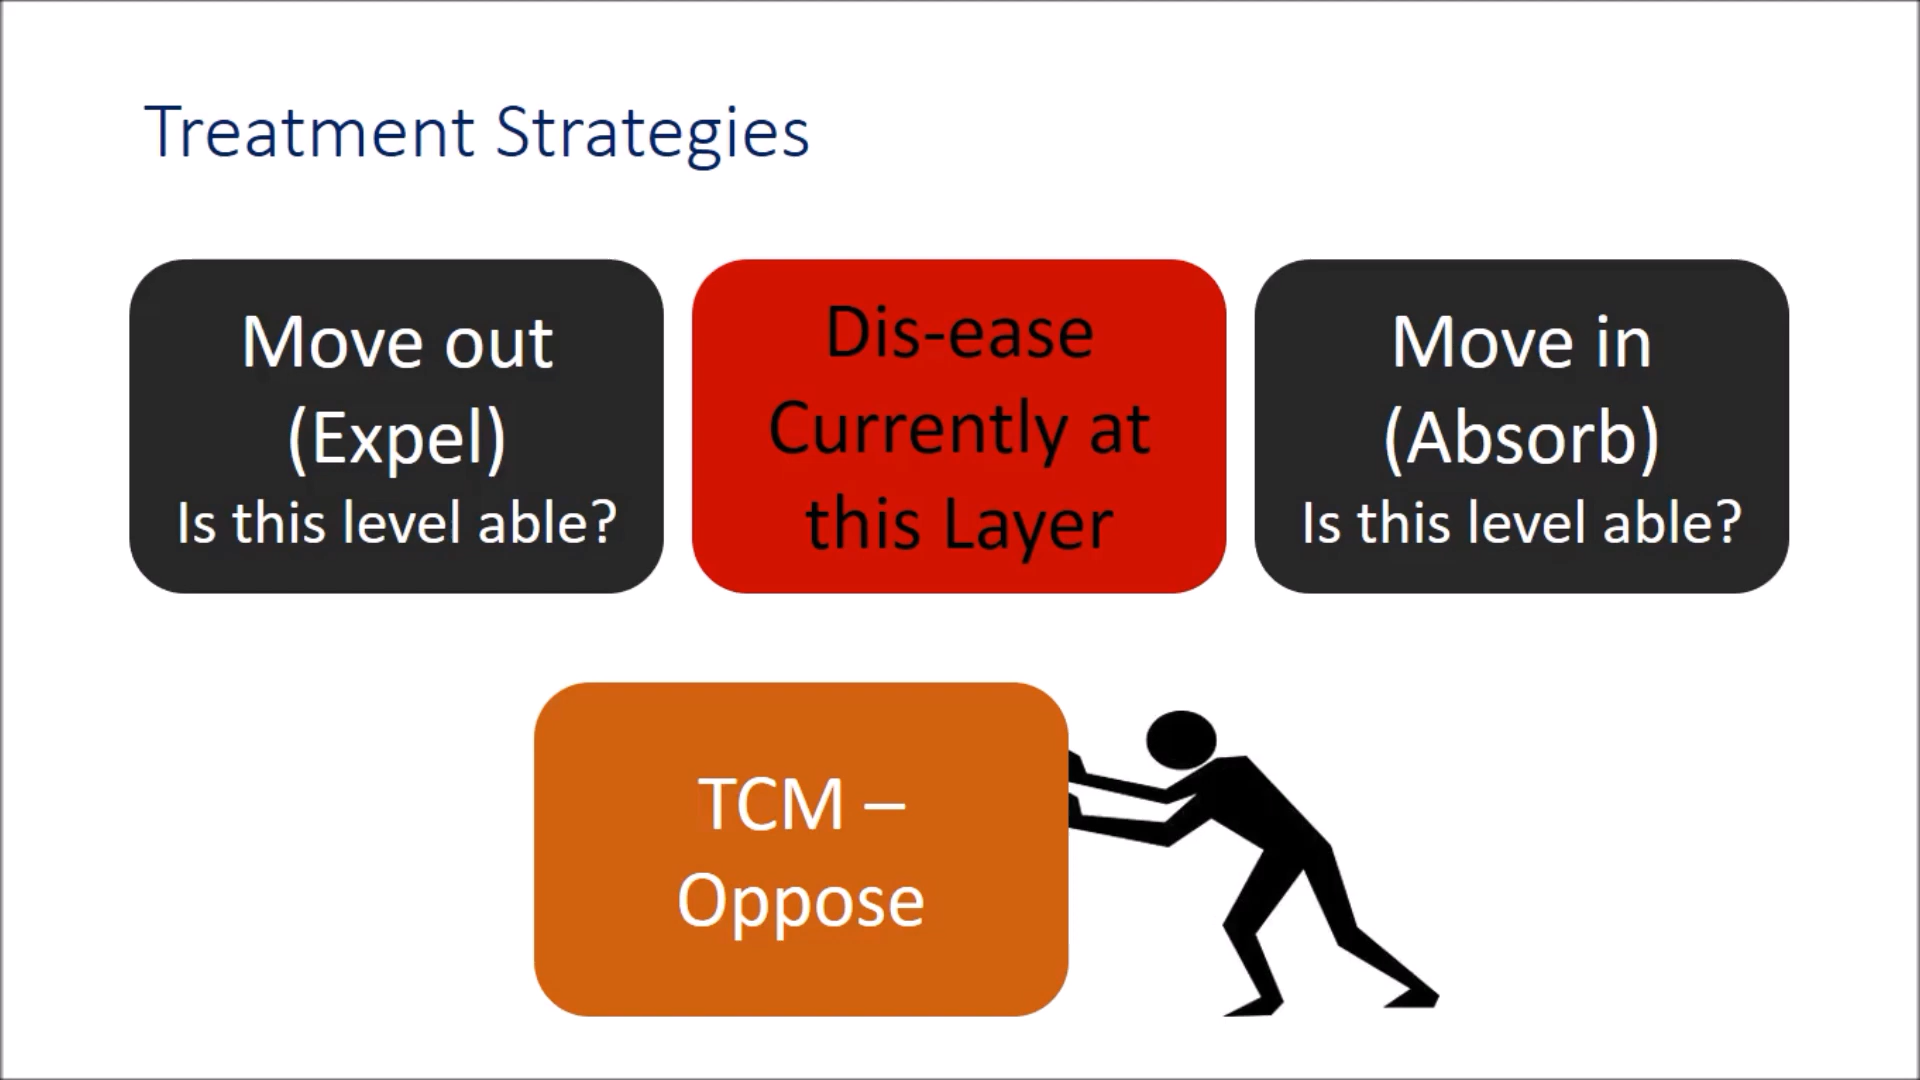 Treatment Strategies
Move out
(Expel)
Is this level able?
Dis-ease
Currently at
this Layer
Move in
(Absorb)
Is this level able?
TCM –
Oppose